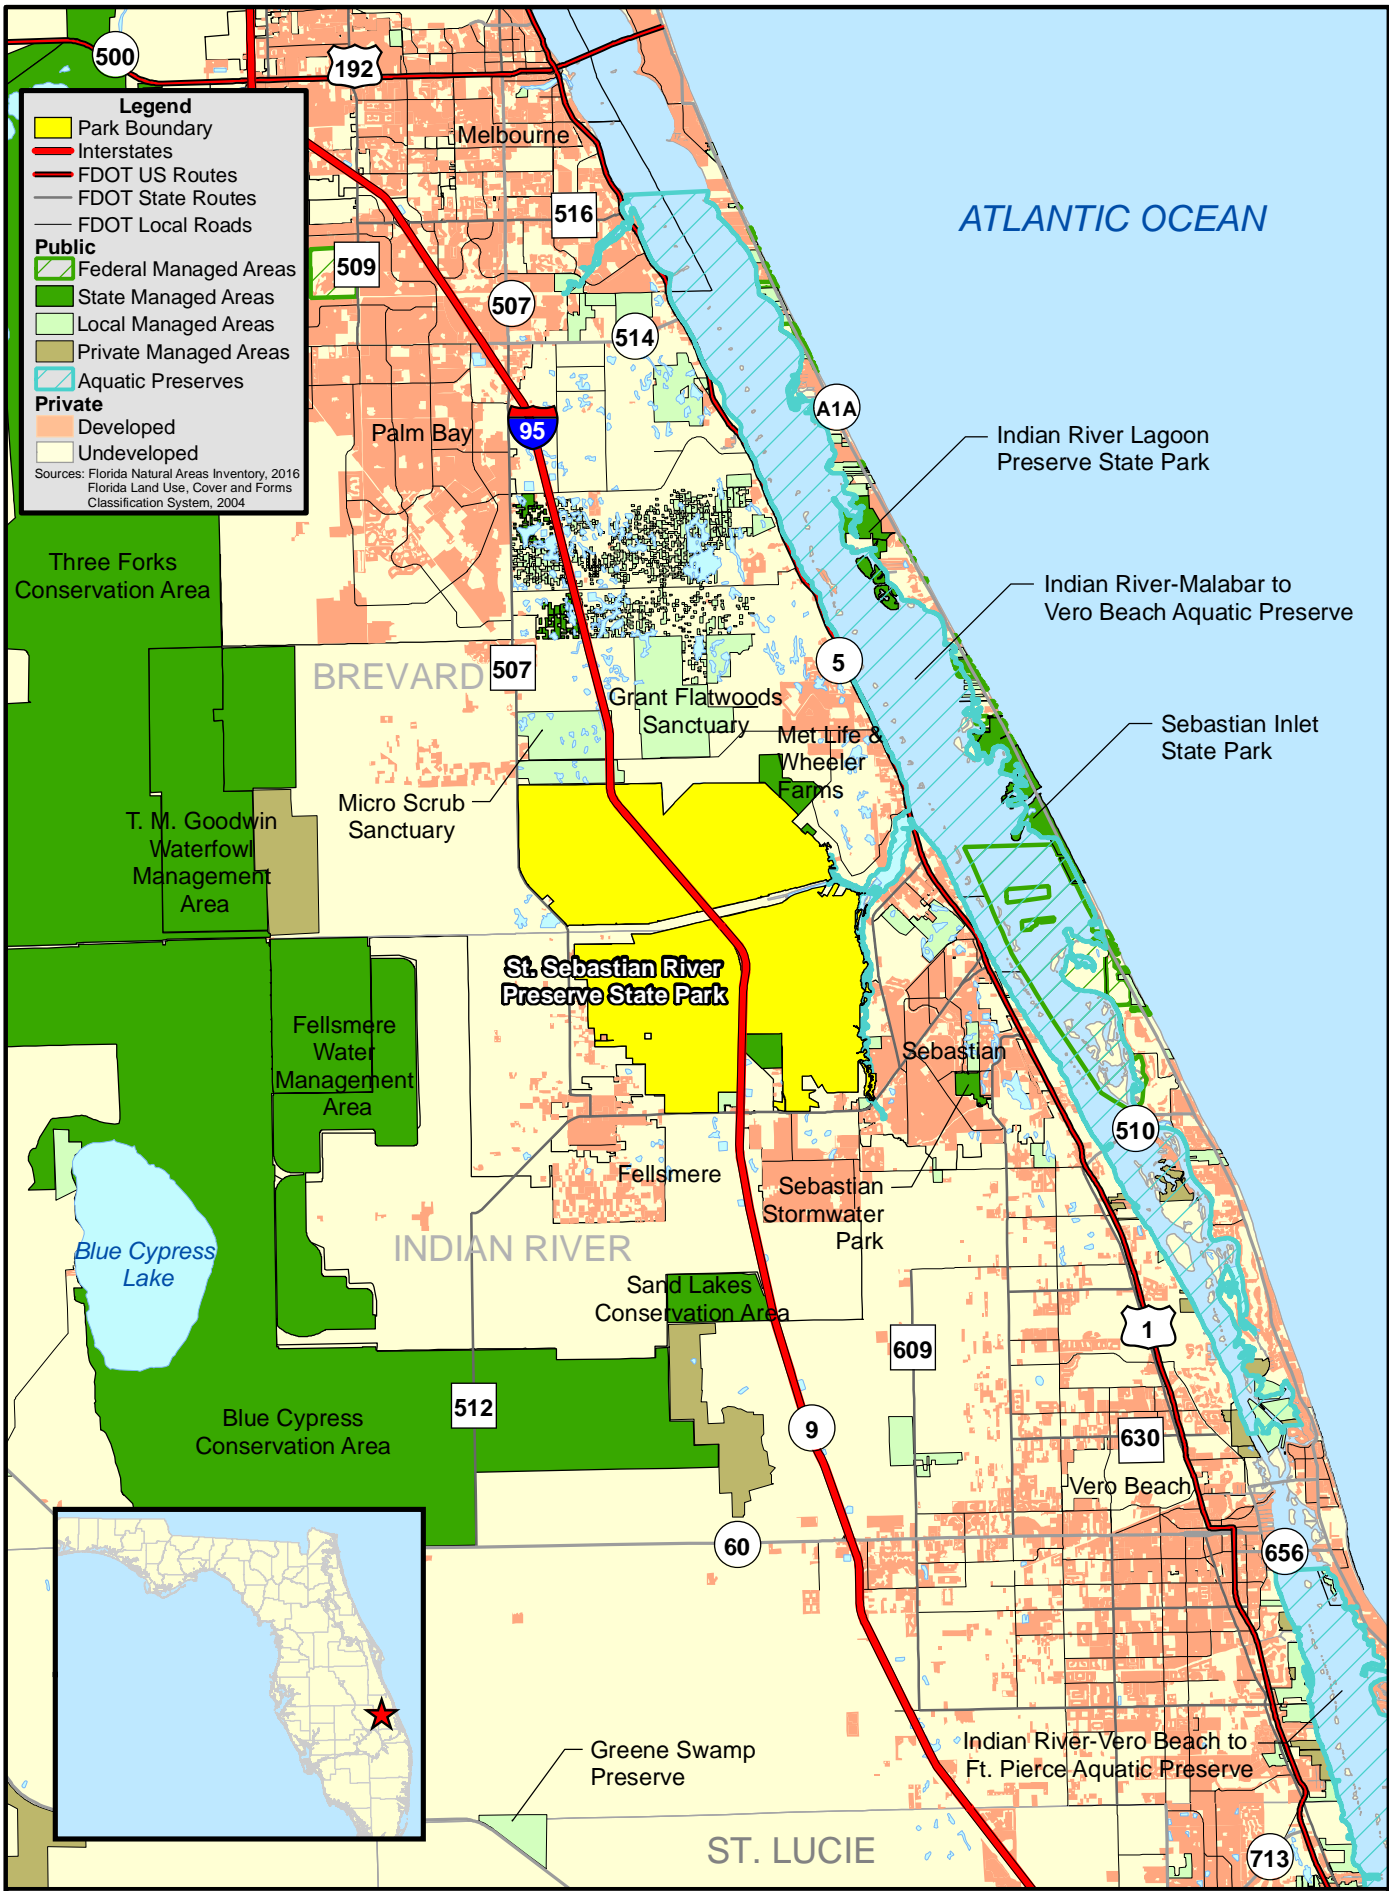 500
192
Legend
Park Boundary
Interstates
FDOT US Routes
FDOT State Routes
FDOT Local Roads
Public
Federal Managed Areas
State Managed Areas
Local Managed Areas
Private Managed Areas
Aquatic Preserves
Private
Developed
Undeveloped
Sources: Florida Natural Areas Inventory, 2016
Florida Land Use, Cover and Forms
Classification System, 2004
Melbourne
516
ATLANTIC OCEAN
509
507
514
A1A
Palm Bay
95
Indian River Lagoon
Preserve State Park
Three Forks
Conservation Area
Indian River-Malabar to
Vero Beach Aquatic Preserve
BREVARD
507
5
Grant Flatwoods
Sanctuary
Met Life &
Wheeler
Farms
Sebastian Inlet
State Park
Micro Scrub
Sanctuary
T. M. Goodwin
Waterfowl
Management
Area
St. Sebastian River
Preserve State Park
Fellsmere
Water
Management
Area
Sebastian
510
Fellsmere
Sebastian
Stormwater
Park
Blue Cypress
Lake
INDIAN RIVER
Sand Lakes
Conservation Area
1
609
512
Blue Cypress
Conservation Area
9
630
Vero Beach
60
656
Greene Swamp
Preserve
Indian River-Vero Beach to
Ft. Pierce Aquatic Preserve
ST. LUCIE
713